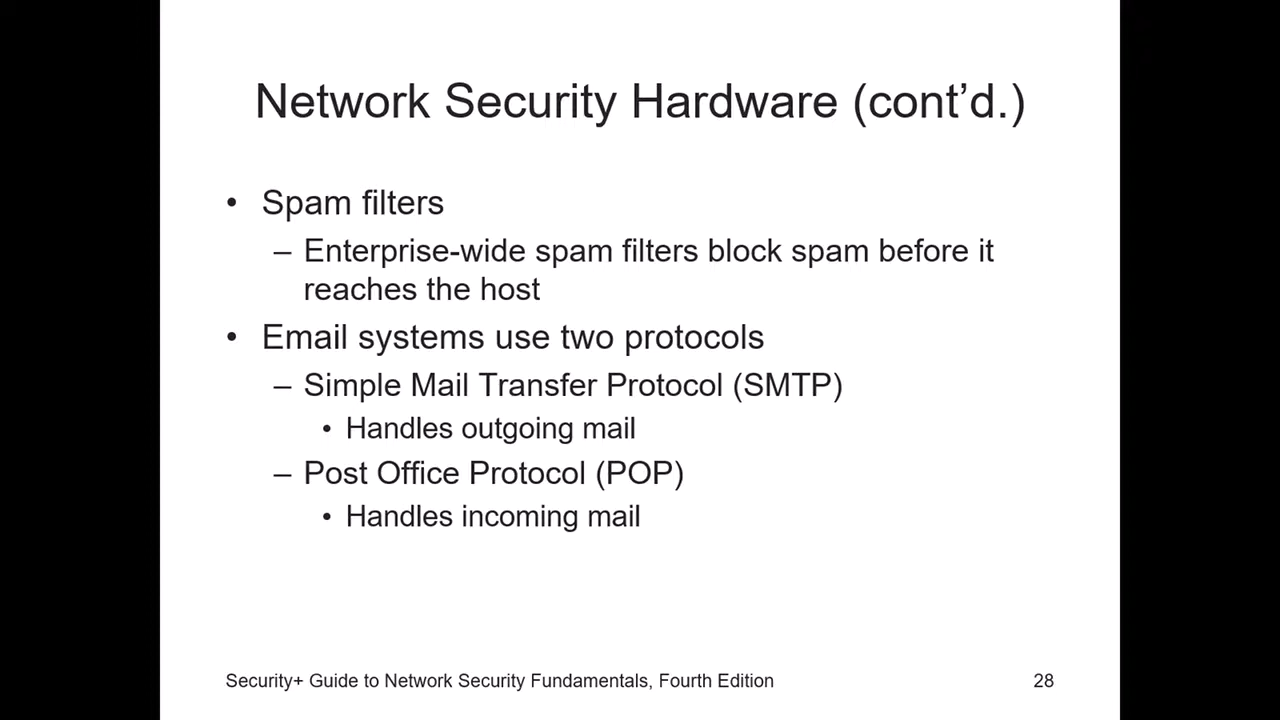 Network Security Hardware (cont’d.)
• Spam filters
– Enterprise-wide spam filters block spam before it
reaches the host
• Email systems use two protocols
– Simple Mail Transfer Protocol (SMTP)
• Handles outgoing mail
– Post Office Protocol (POP)
• Handles incoming mail
Security+ Guide to Network Security Fundamentals, Fourth Edition
28